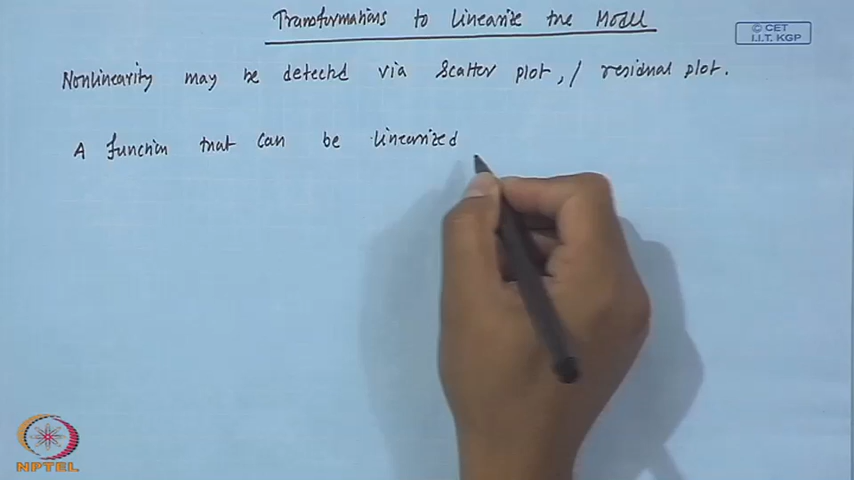 Transformations to linearize the Model
© CET
I.I.T. KGP
Nonlinearity may be detected via Scatter plot, / residual plot.
A function that can be linearized
NPTEL